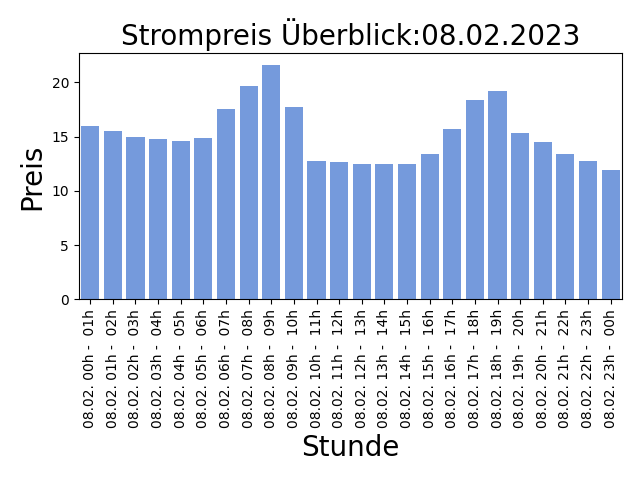 Strompreis Überblick:08.02.2023
Preis
20
15
10
5
0
08.02. 00h - 01h
08.02. 01h - 02h
08.02. 02h - 03h
08.02. 03h - 04h
08.02. 04h - 05h
08.02. 05h - 06h
08.02. 06h - 07h
08.02. 07h - 08h
08.02. 08h - 09h
08.02. 09h - 10h
08.02. 10h - 11h
08.02. 11h - 12h
08.02. 12h - 13h
08.02. 13h - 14h
08.02. 14h - 15h
08.02. 15h - 16h
08.02. 16h - 17h
08.02. 17h - 18h
08.02. 18h - 19h
08.02. 19h - 20h
08.02. 20h - 21h
08.02. 21h - 22h
08.02. 22h - 23h
08.02. 23h - 00h
Stunde